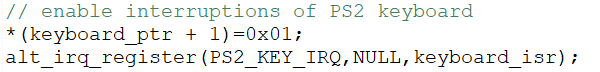 // enable interruptions of PS2 keyboard
*(keyboard_ptr + 1)=0x01;
alt_irq_register(PS2_KEY_IRQ,NULL,keyboard_isr);